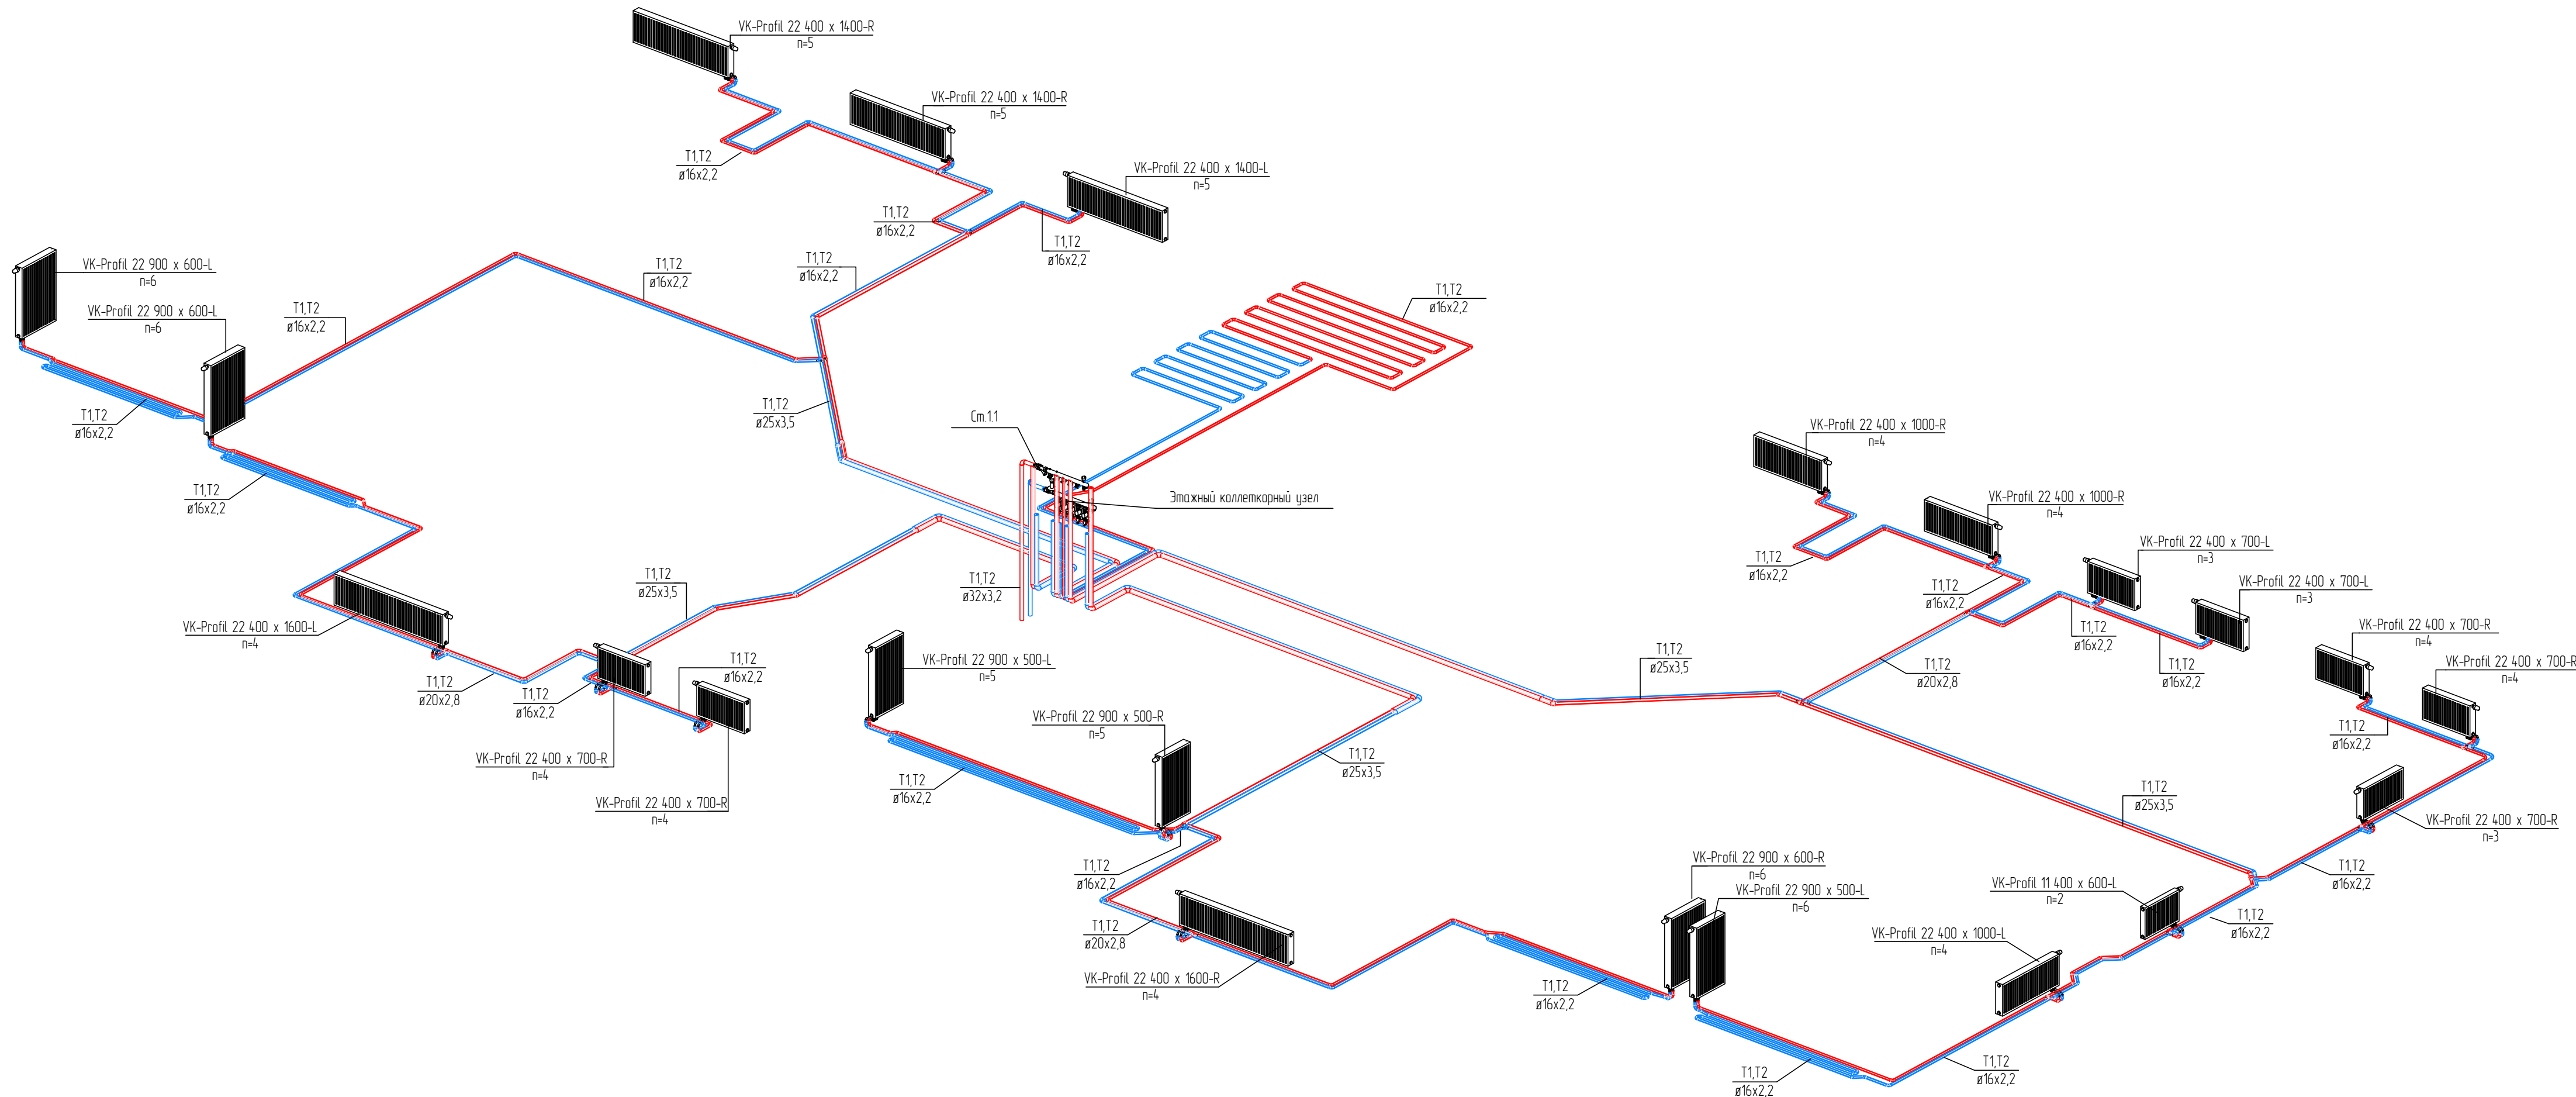 VK-Profil 22 400 x 1400-R
n=5
VK-Profil 22 400 x 1400-R
n=5
VK-Profil 22 400 x 1400-L
n=5
T1,T2
ø16x2,2
T1,T2
ø16x2,2
T1,T2
ø16x2,2
T1,T2
ø16x2,2
VK-Profil 22 900 x 600-L
n=6
VK-Profil 22 900 x 600-L
n=6
T1,T2
ø16x2,2
T1,T2
ø16x2,2
T1,T2
ø16x2,2
T1,T2
ø16x2,2
T1,T2
ø16x2,2
T1,T2
ø25x3,5
Ст.1.1
Этажный коллеткорный узел
T1,T2
ø32x3,2
T1,T2
ø25x3,5
VK-Profil 22 400 x 1600-L
n=4
T1,T2
ø20x2,8
T1,T2
ø16x2,2
T1,T2
ø16x2,2
VK-Profil 22 400 x 700-R
n=4
VK-Profil 22 400 x 700-R
n=4
VK-Profil 22 900 x 500-L
n=5
VK-Profil 22 900 x 500-R
n=5
T1,T2
ø16x2,2
T1,T2
ø25x3,5
T1,T2
ø16x2,2
T1,T2
ø20x2,8
VK-Profil 22 400 x 1600-R
n=4
T1,T2
ø16x2,2
VK-Profil 22 900 x 600-R
n=6
VK-Profil 22 900 x 500-L
n=6
T1,T2
ø16x2,2
T1,T2
ø16x2,2
VK-Profil 22 400 x 1000-L
n=4
VK-Profil 11 400 x 600-L
n=2
T1,T2
ø16x2,2
T1,T2
ø16x2,2
VK-Profil 22 400 x 700-R
n=3
T1,T2
ø25x3,5
T1,T2
ø16x2,2
VK-Profil 22 400 x 700-R
n=4
VK-Profil 22 400 x 700-R
n=4
VK-Profil 22 400 x 700-L
n=3
VK-Profil 22 400 x 700-L
n=3
T1,T2
ø16x2,2
T1,T2
ø16x2,2
T1,T2
ø20x2,8
T1,T2
ø25x3,5
T1,T2
ø16x2,2
T1,T2
ø16x2,2
VK-Profil 22 400 x 1000-R
n=4
VK-Profil 22 400 x 1000-R
n=4